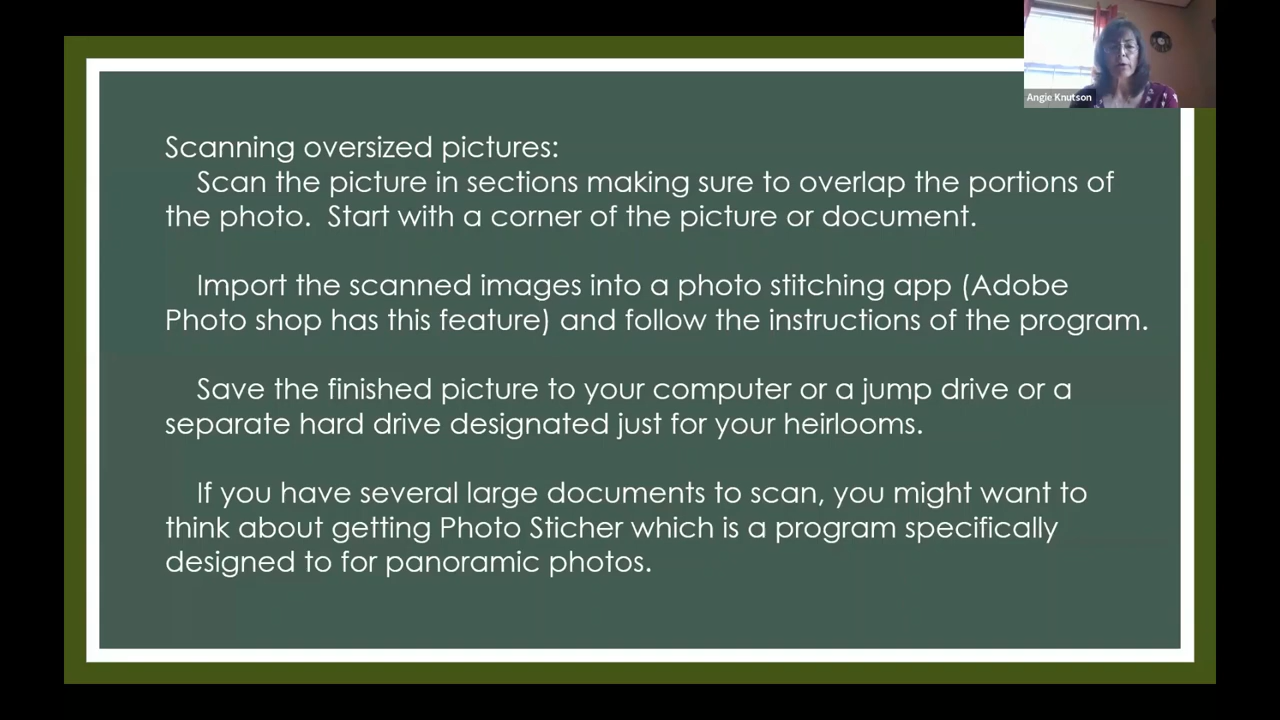 Angie Knutson
Scanning oversized pictures:
Scan the picture in sections making sure to overlap the portions of
the photo. Start with a corner of the picture or document.
Import the scanned images into a photo stitching app (Adobe
Photo shop has this feature) and follow the instructions of the program.
Save the finished picture to your computer or a jump drive or a
separate hard drive designated just for your heirlooms.
If you have several large documents to scan, you might want to
think about getting Photo Sticher which is a program specifically
designed to for panoramic photos.